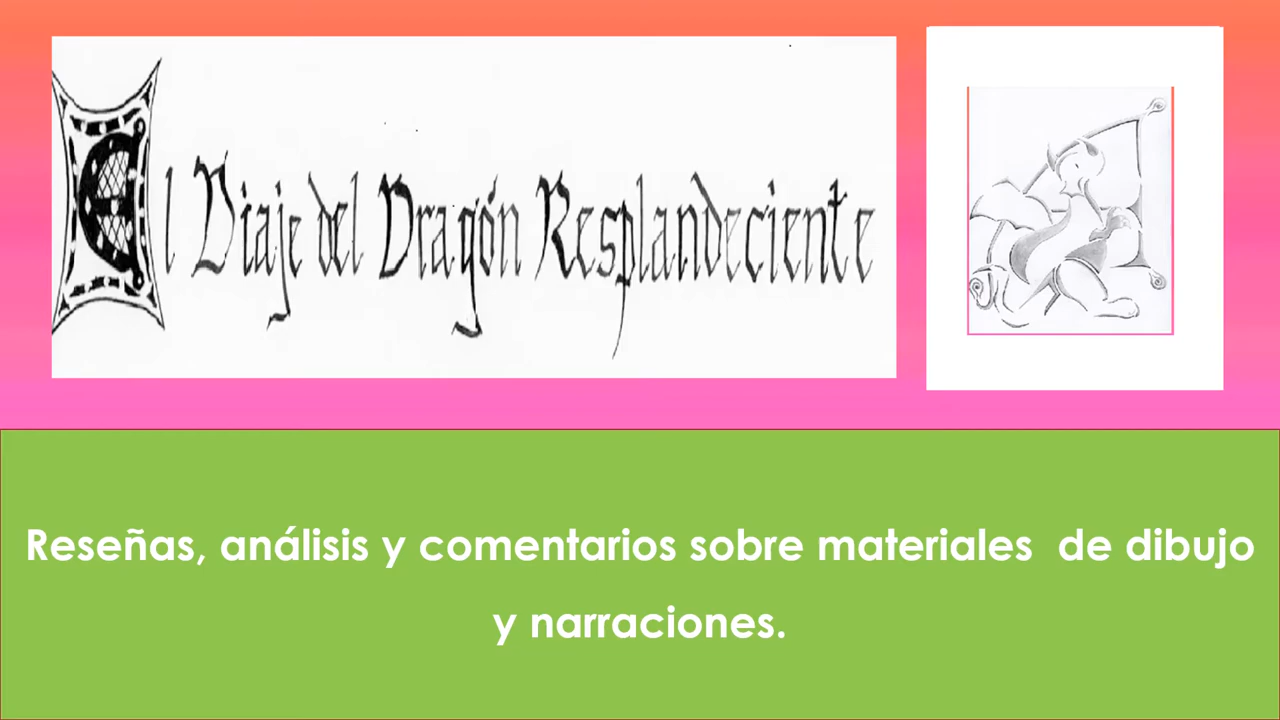 El Viaje del Dragón Resplandeciente
Reseñas, análisis y comentarios sobre materiales de dibujo
y narraciones.